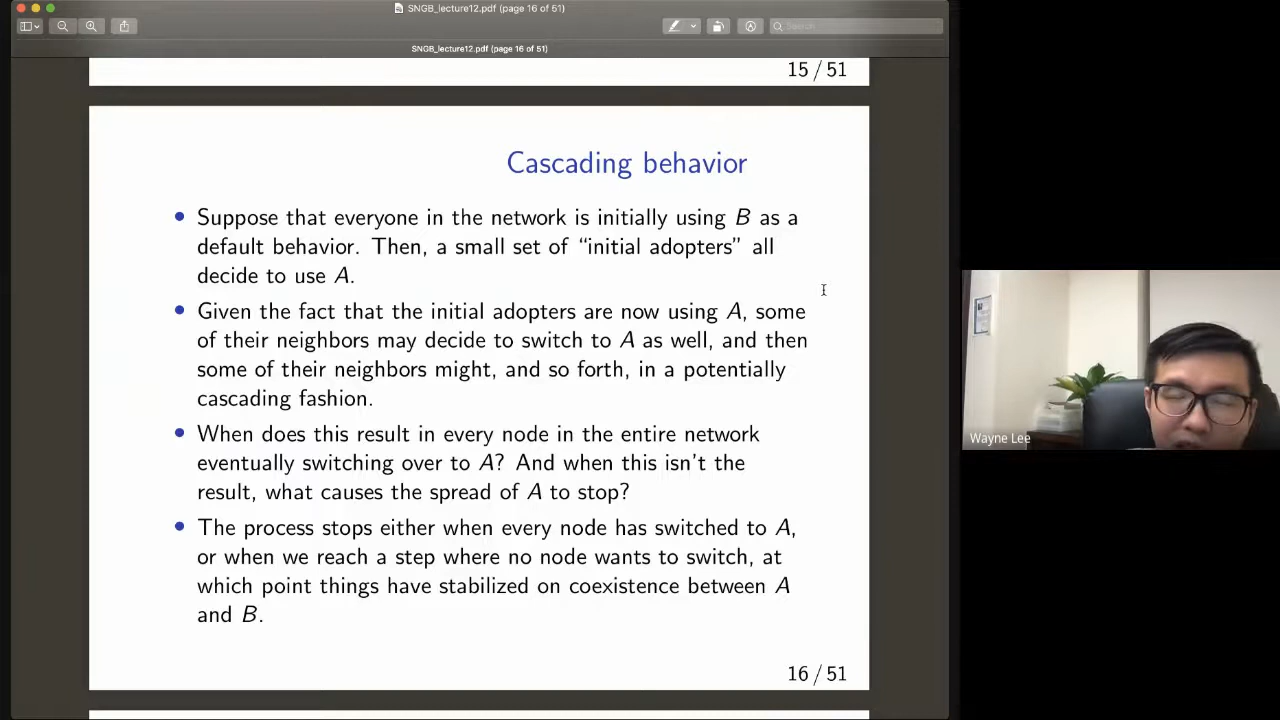 SNGB_lecture12.pdf (page 16 of 51)
Search
SNGB_lecture12.pdf (page 16 of 51)
15 / 51
Cascading behavior
• Suppose that everyone in the network is initially using B as a
default behavior. Then, a small set of “initial adopters” all
decide to use A.
• Given the fact that the initial adopters are now using A, some
of their neighbors may decide to switch to A as well, and then
some of their neighbors might, and so forth, in a potentially
cascading fashion.
• When does this result in every node in the entire network
eventually switching over to A? And when this isn't the
result, what causes the spread of A to stop?
• The process stops either when every node has switched to A,
or when we reach a step where no node wants to switch, at
which point things have stabilized on coexistence between A
and B.
16 / 51
Wayne Lee